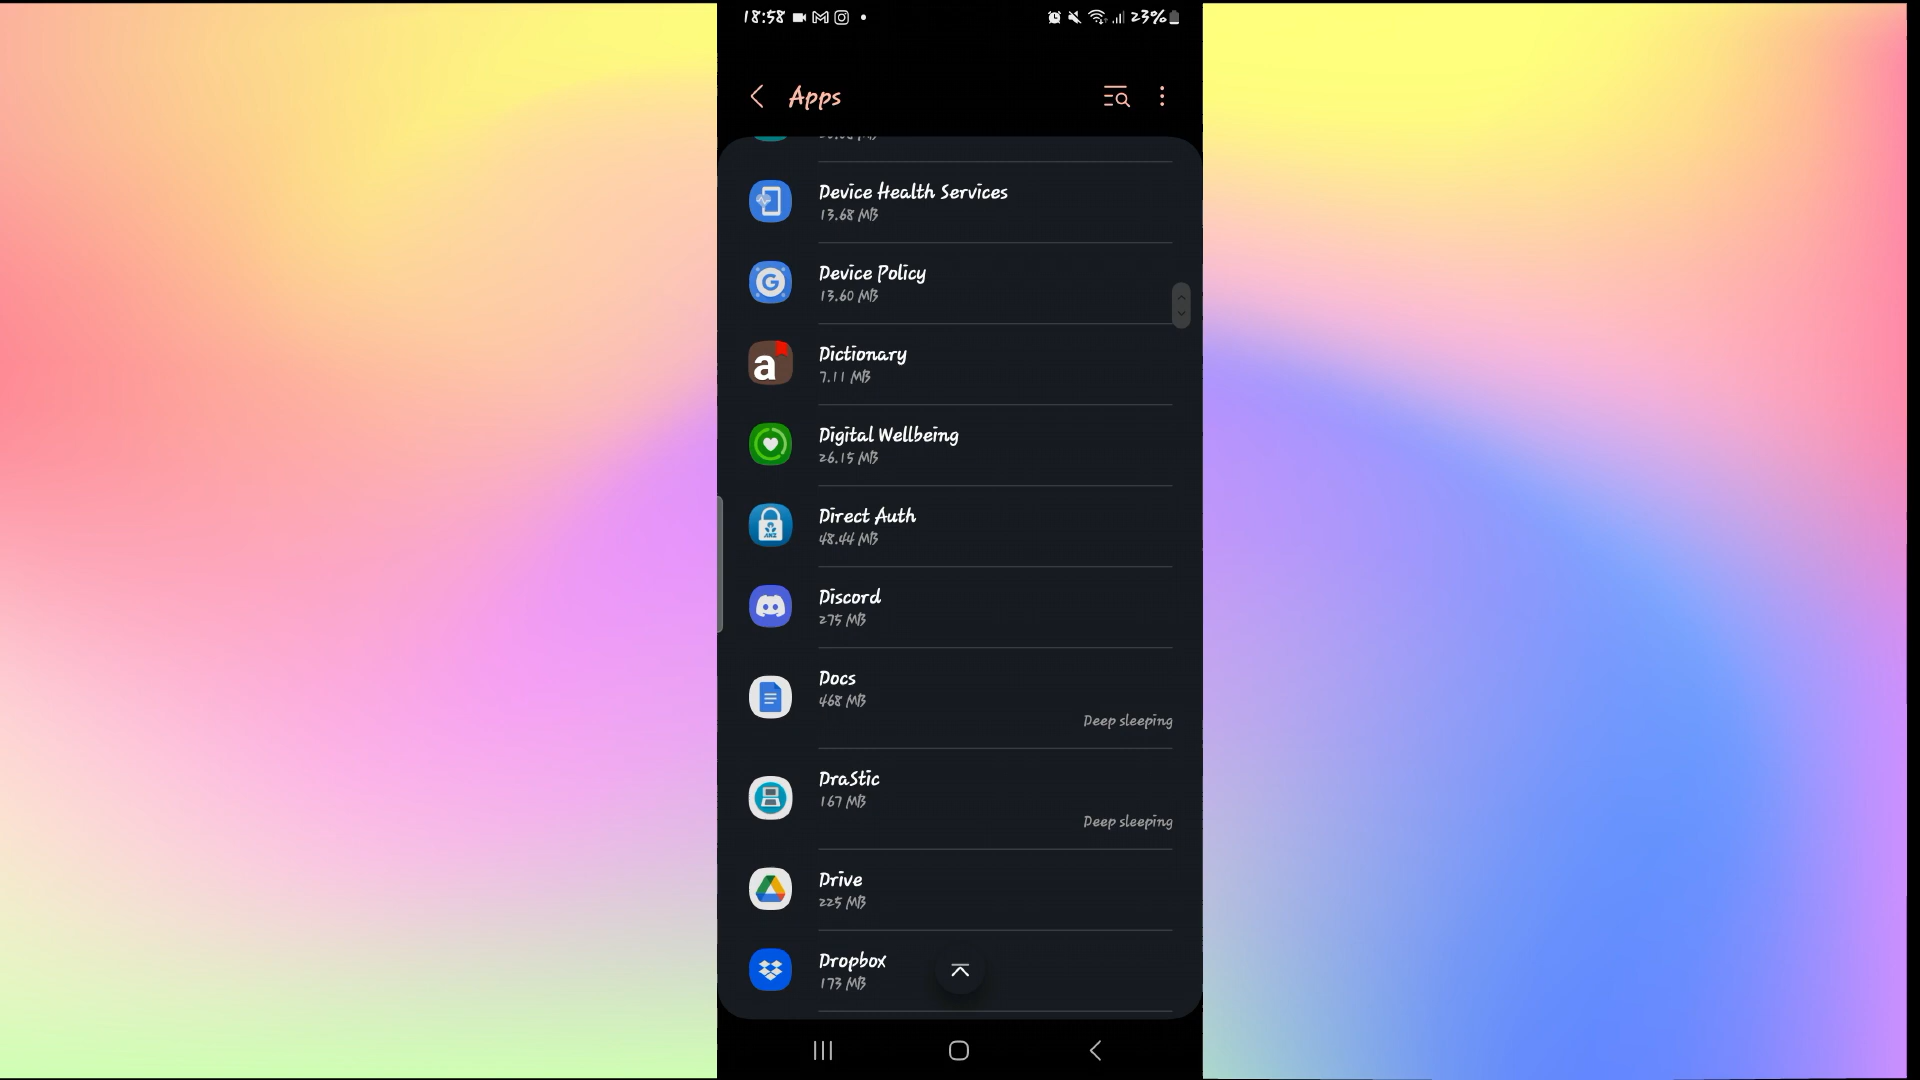 18:58
23%
Apps
Device Health Services
13.68 MB
Device Policy
13.60 MB
a
Dictionary
7.11 MB
Digital Wellbeing
26.15 MB
ANZ
Direct Auth
48.44 MB
Discord
275 MB
Docs
468 MB
Deep sleeping
DraStic
167 MB
Deep sleeping
Drive
225 MB
Dropbox
173 MB